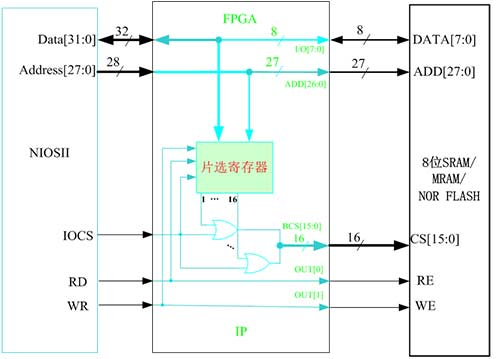 FPGA
Data[31:0] 32 8 I/O[7:0] 8 DATA[7:0]
Address[27:0] 28 27 ADD[26:0] 27 ADD[27:0]
NIOSII
片选寄存器
1 ··· 16
8位SRAM/
MRAM/
NOR FLASH
IOCS BCS[15:0] 16 16 CS[15:0]
RD OUT[0] RE
WR OUT[1] WE
IP